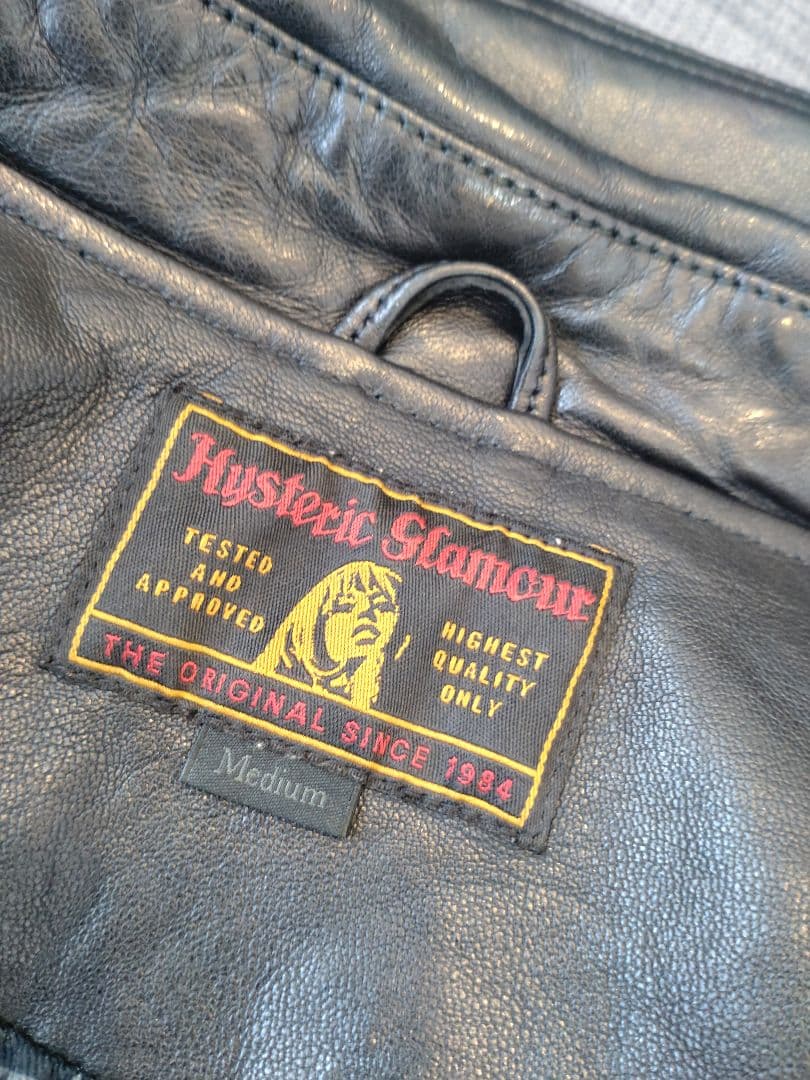 Hysteric Glamour
TESTED
AND
APPROVED
HIGHEST
QUALITY
ONLY
THE ORIGINAL SINCE 1984
Medium